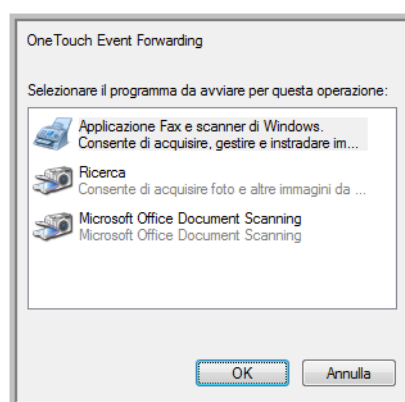 OneTouch Event Forwarding
Selezionare il programma da avviare per questa operazione:
Applicazione Fax e scanner di Windows.
Consente di acquisire, gestire e instradare im...
Ricerca
Consente di acquisire foto e altre immagini da ...
Microsoft Office Document Scanning
Microsoft Office Document Scanning
OK Annulla